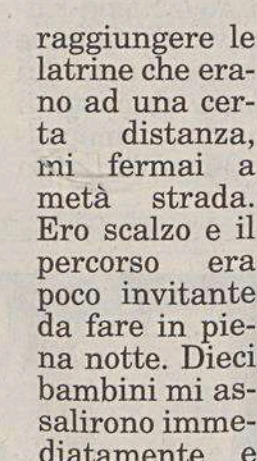 raggiungere le
latrine che era-
no ad una cer-
ta distanza,
mi fermai a
metà strada.
Ero scalzo e il
percorso era
poco invitante
da fare in pie-
na notte. Dieci
bambini mi as-
salirono imme-
diatamente e